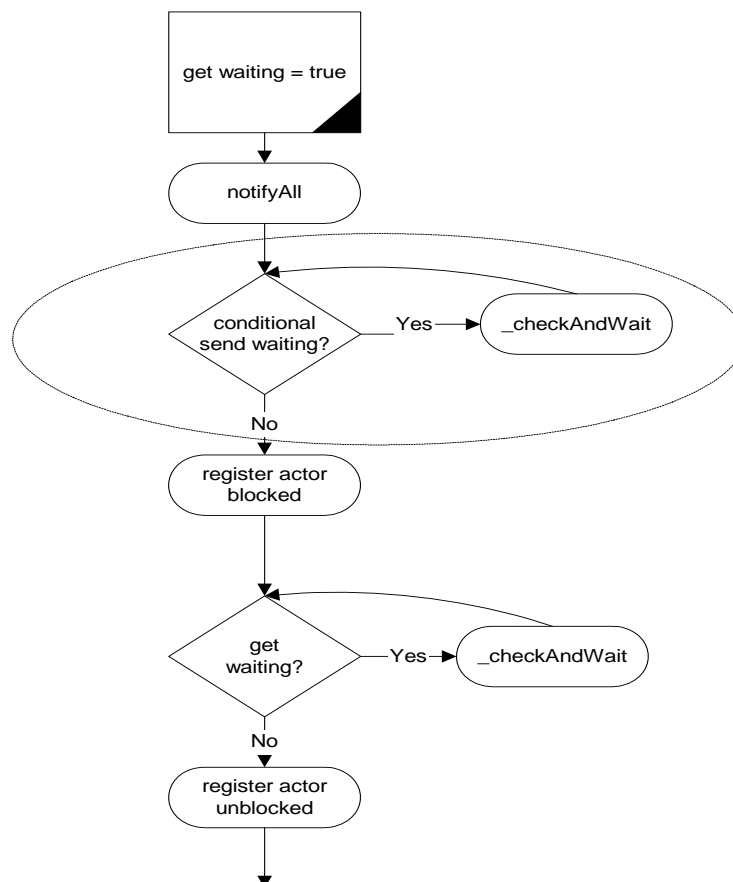 get waiting = true
notifyAll
conditional
send waiting?
Yes
_checkAndWait
No
register actor
blocked
get
waiting?
Yes
_checkAndWait
No
register actor
unblocked